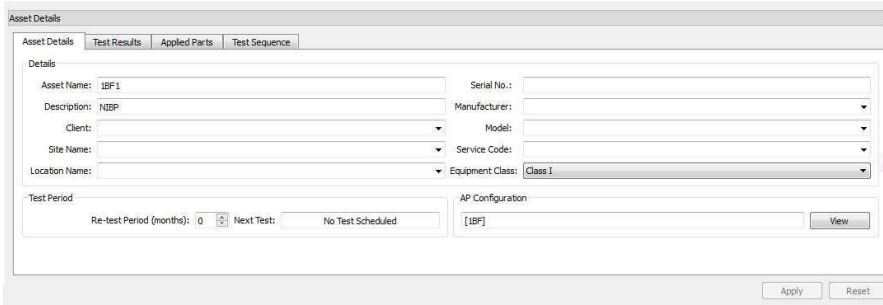 Asset Details
Asset Details Test Results Applied Parts Test Sequence
Details
Asset Name: 1BF1 Serial No.:
Description: NIBP Manufacturer:
Client: Model:
Site Name: Service Code:
Location Name: Equipment Class: Class I
Test Period AP Configuration
Re-test Period (months): 0 Next Test: No Test Scheduled [1BF] View
Apply Reset